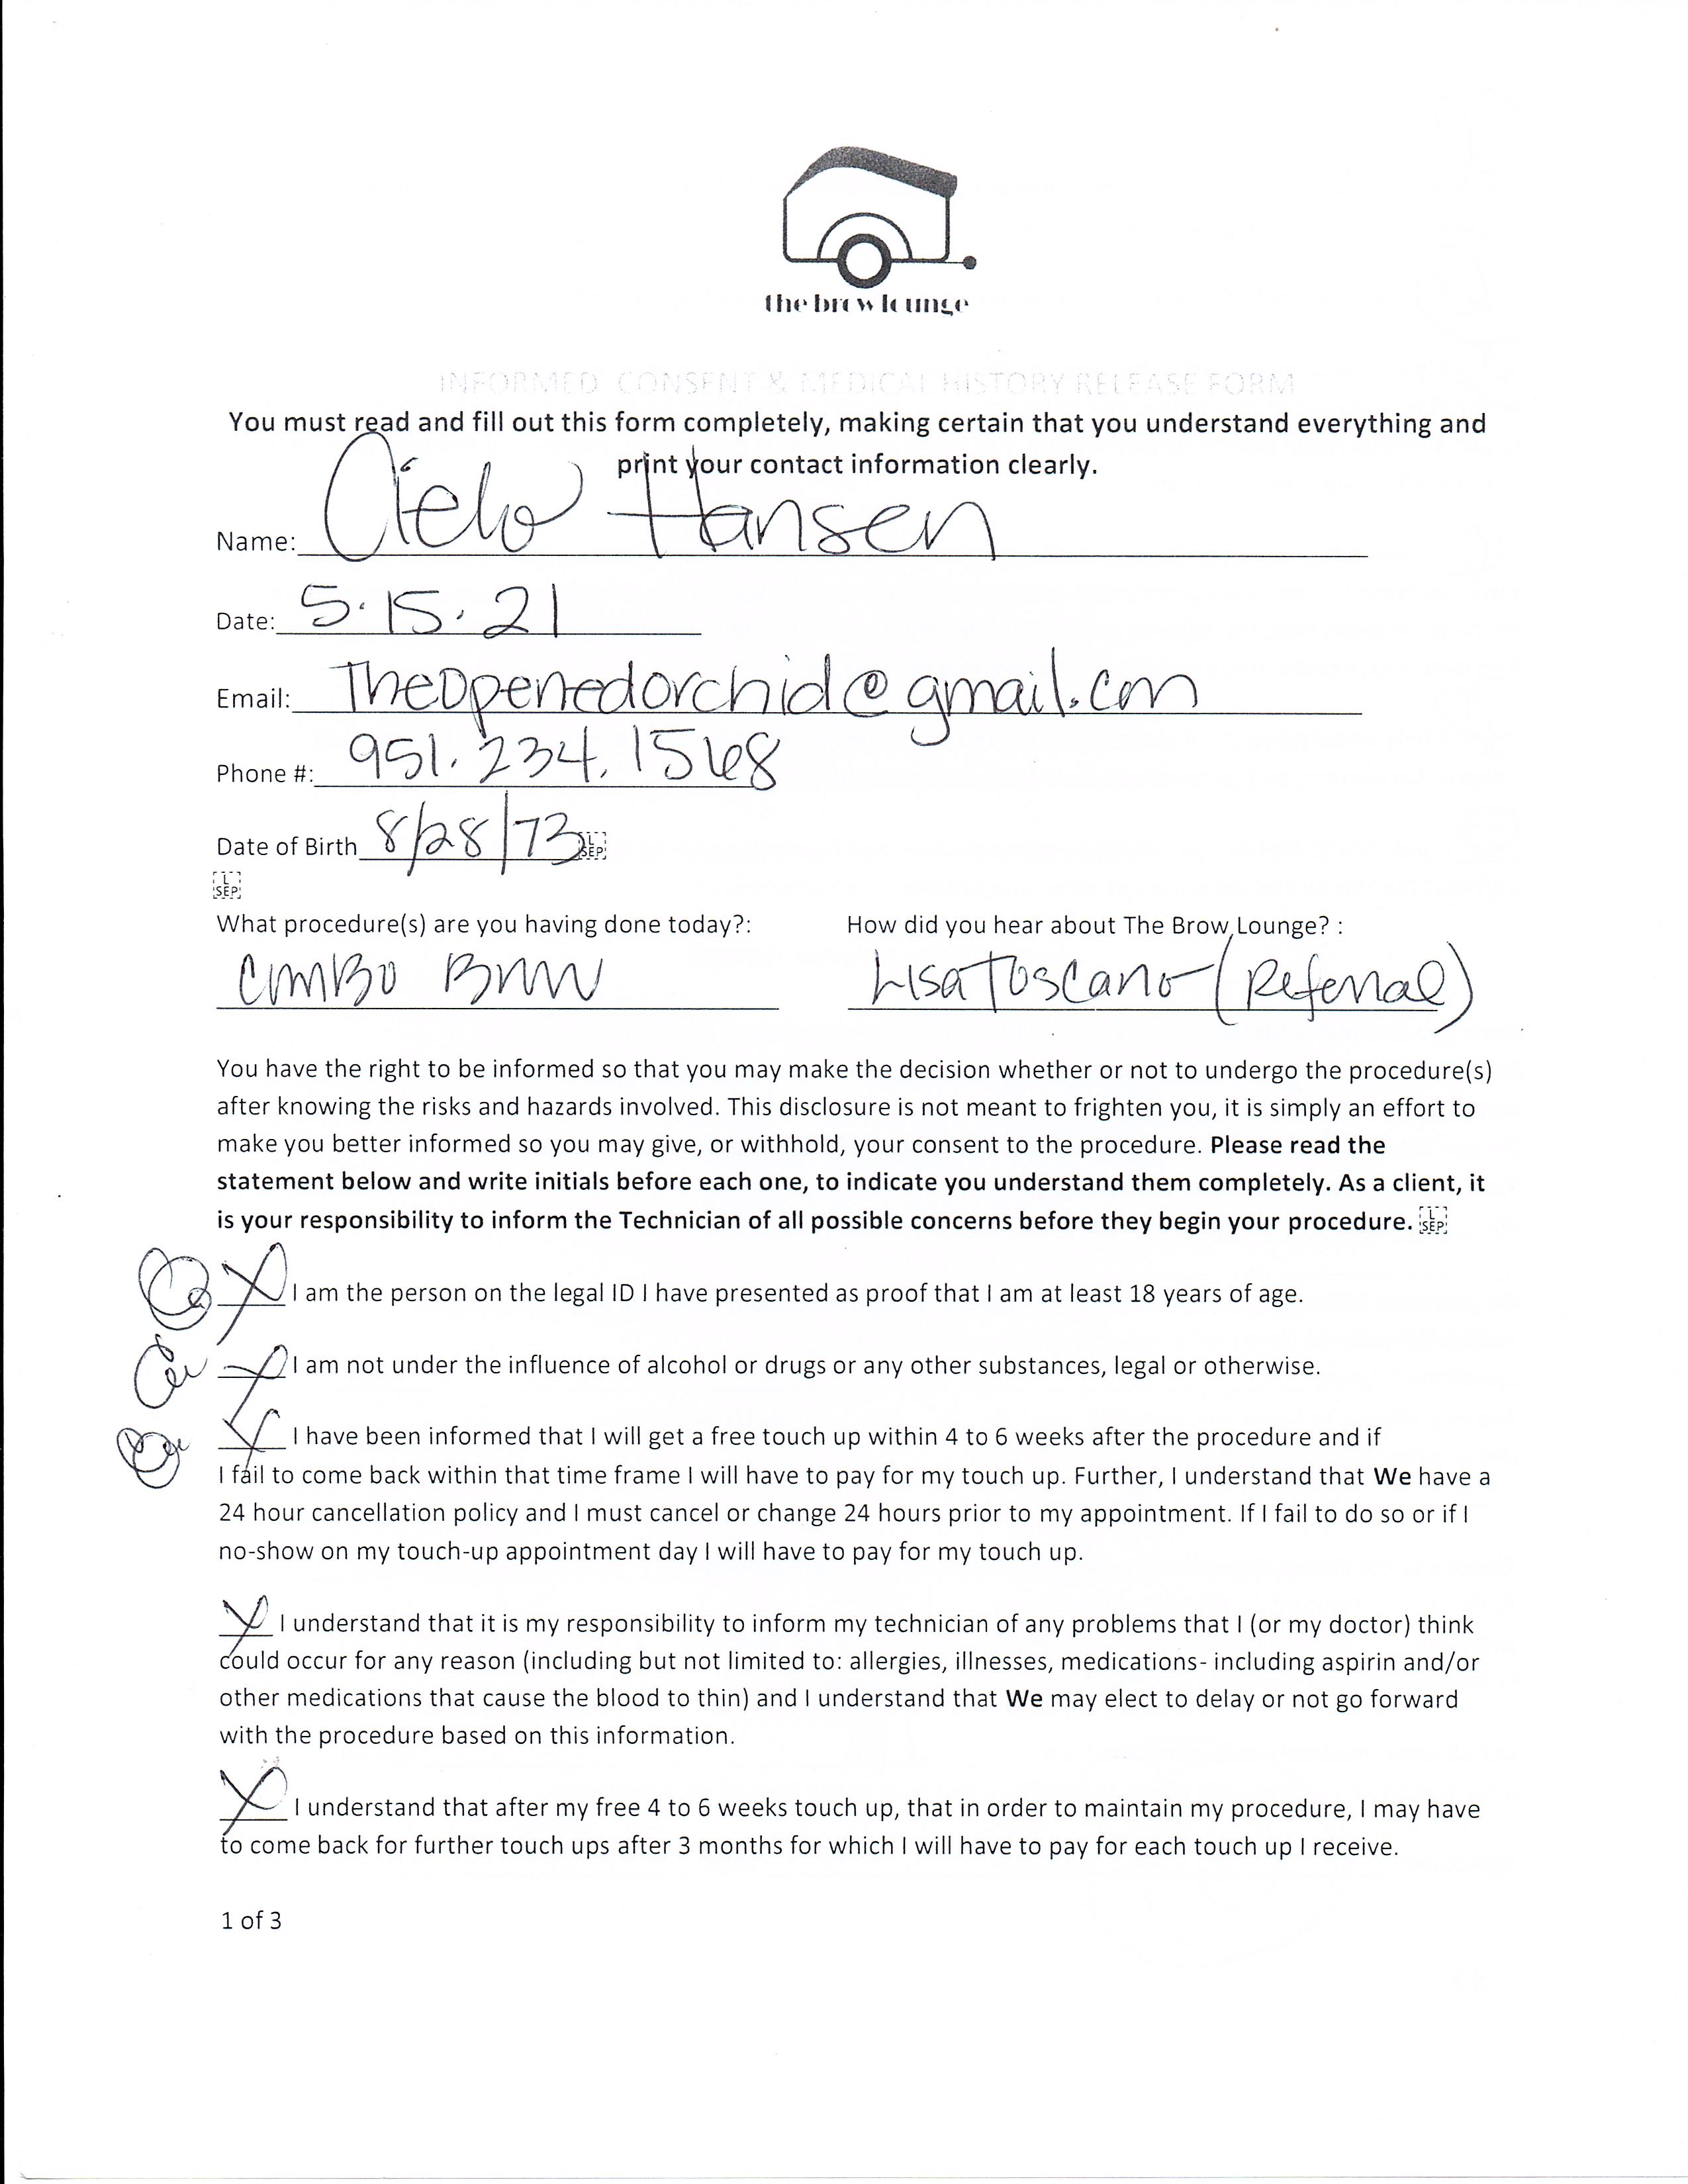 the brow lounge
INFORMED CONSENT & MEDICAL HISTORY RELEASE FORM
You must read and fill out this form completely, making certain that you understand everything and
print your contact information clearly.
Name: Cielo Hansen
Date: 5.15.21
Email: Theopenedorchid@gmail.com
Phone #: 951.234.1568
Date of Birth 8/28/73 L SEP
L SEP
What procedure(s) are you having done today?: How did you hear about The Brow Lounge? :
Combo Brow Lisa Toscano (Referral)
You have the right to be informed so that you may make the decision whether or not to undergo the procedure(s)
after knowing the risks and hazards involved. This disclosure is not meant to frighten you, it is simply an effort to
make you better informed so you may give, or withhold, your consent to the procedure. Please read the
statement below and write initials before each one, to indicate you understand them completely. As a client, it
is your responsibility to inform the Technician of all possible concerns before they begin your procedure. L SEP
X I am the person on the legal ID I have presented as proof that I am at least 18 years of age.
X I am not under the influence of alcohol or drugs or any other substances, legal or otherwise.
X I have been informed that I will get a free touch up within 4 to 6 weeks after the procedure and if
I fail to come back within that time frame I will have to pay for my touch up. Further, I understand that We have a
24 hour cancellation policy and I must cancel or change 24 hours prior to my appointment. If I fail to do so or if I
no-show on my touch-up appointment day I will have to pay for my touch up.
X I understand that it is my responsibility to inform my technician of any problems that I (or my doctor) think
could occur for any reason (including but not limited to: allergies, illnesses, medications- including aspirin and/or
other medications that cause the blood to thin) and I understand that We may elect to delay or not go forward
with the procedure based on this information.
X I understand that after my free 4 to 6 weeks touch up, that in order to maintain my procedure, I may have
to come back for further touch ups after 3 months for which I will have to pay for each touch up I receive.
1 of 3